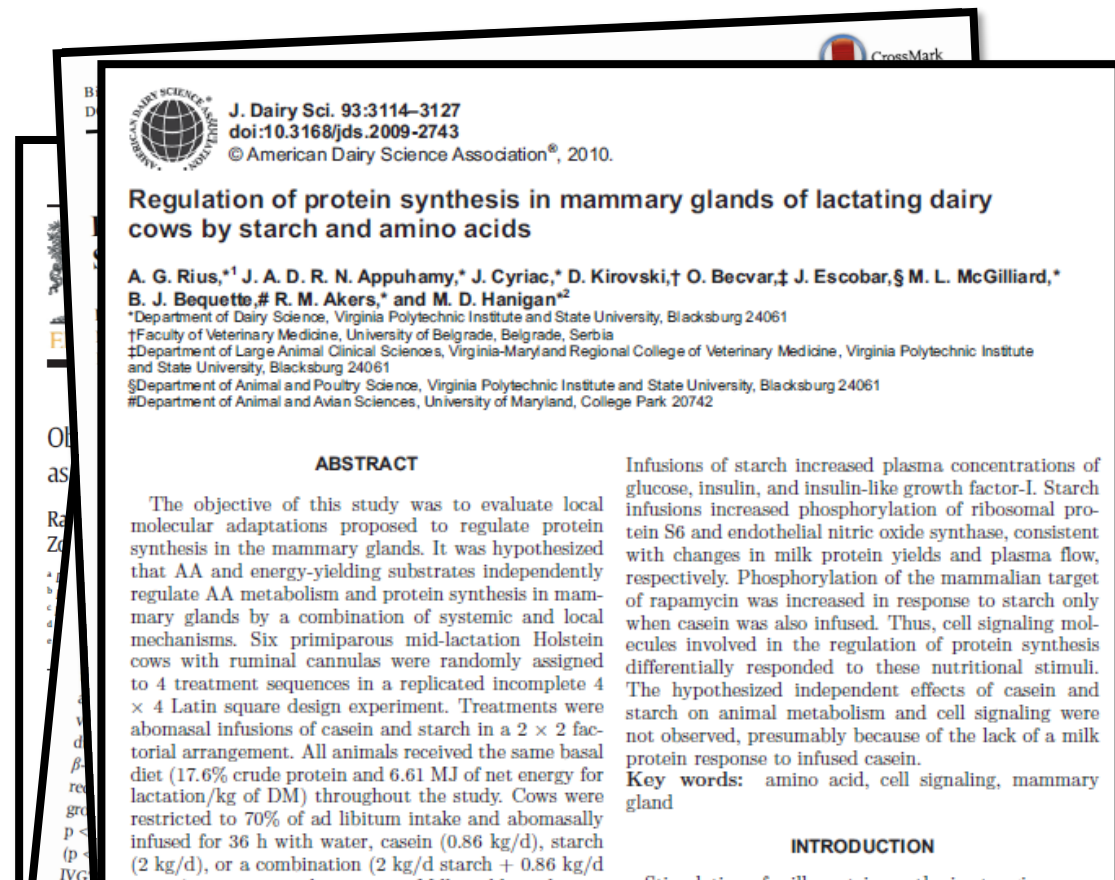 CrossMark
J. Dairy Sci. 93:3114–3127
doi:10.3168/jds.2009-2743
© American Dairy Science Association®, 2010.
AMERICAN DAIRY SCIENCE ASSOCIATION®
Regulation of protein synthesis in mammary glands of lactating dairy
cows by starch and amino acids
A. G. Rius,*¹ J. A. D. R. N. Appuhamy,* J. Cyriac,* D. Kirovski,† O. Becvar,‡ J. Escobar,§ M. L. McGilliard,*
B. J. Bequette,# R. M. Akers,* and M. D. Hanigan*²
*Department of Dairy Science, Virginia Polytechnic Institute and State University, Blacksburg 24061
†Faculty of Veterinary Medicine, University of Belgrade, Belgrade, Serbia
‡Department of Large Animal Clinical Sciences, Virginia-Maryland Regional College of Veterinary Medicine, Virginia Polytechnic Institute
and State University, Blacksburg 24061
§Department of Animal and Poultry Science, Virginia Polytechnic Institute and State University, Blacksburg 24061
#Department of Animal and Avian Sciences, University of Maryland, College Park 20742
ABSTRACT
The objective of this study was to evaluate local
molecular adaptations proposed to regulate protein
synthesis in the mammary glands. It was hypothesized
that AA and energy-yielding substrates independently
regulate AA metabolism and protein synthesis in mam-
mary glands by a combination of systemic and local
mechanisms. Six primiparous mid-lactation Holstein
cows with ruminal cannulas were randomly assigned
to 4 treatment sequences in a replicated incomplete 4
× 4 Latin square design experiment. Treatments were
abomasal infusions of casein and starch in a 2 × 2 fac-
torial arrangement. All animals received the same basal
diet (17.6% crude protein and 6.61 MJ of net energy for
lactation/kg of DM) throughout the study. Cows were
restricted to 70% of ad libitum intake and abomasally
infused for 36 h with water, casein (0.86 kg/d), starch
(2 kg/d), or a combination (2 kg/d starch + 0.86 kg/d
Infusions of starch increased plasma concentrations of
glucose, insulin, and insulin-like growth factor-I. Starch
infusions increased phosphorylation of ribosomal pro-
tein S6 and endothelial nitric oxide synthase, consistent
with changes in milk protein yields and plasma flow,
respectively. Phosphorylation of the mammalian target
of rapamycin was increased in response to starch only
when casein was also infused. Thus, cell signaling mol-
ecules involved in the regulation of protein synthesis
differentially responded to these nutritional stimuli.
The hypothesized independent effects of casein and
starch on animal metabolism and cell signaling were
not observed, presumably because of the lack of a milk
protein response to infused casein.
Key words: amino acid, cell signaling, mammary
gland
INTRODUCTION